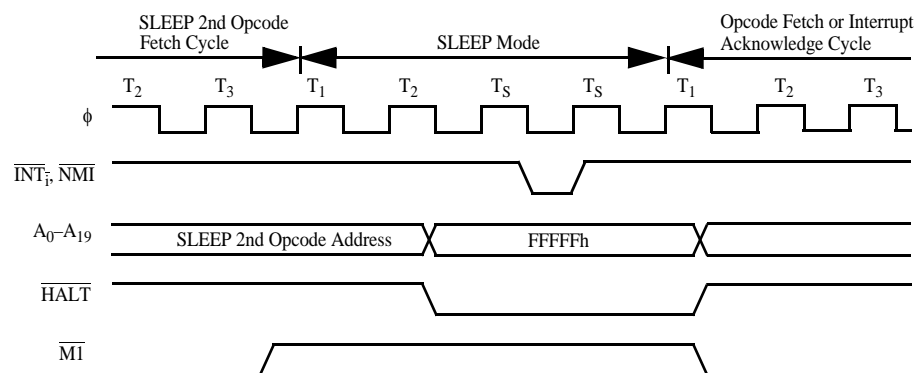 SLEEP 2nd Opcode
Fetch Cycle
SLEEP Mode
Opcode Fetch or Interrupt
Acknowledge Cycle
T2 T3 T1 T2 TS TS T1 T2 T3
ϕ
INTi, NMI
A0–A19
SLEEP 2nd Opcode Address
FFFFFh
HALT
M1